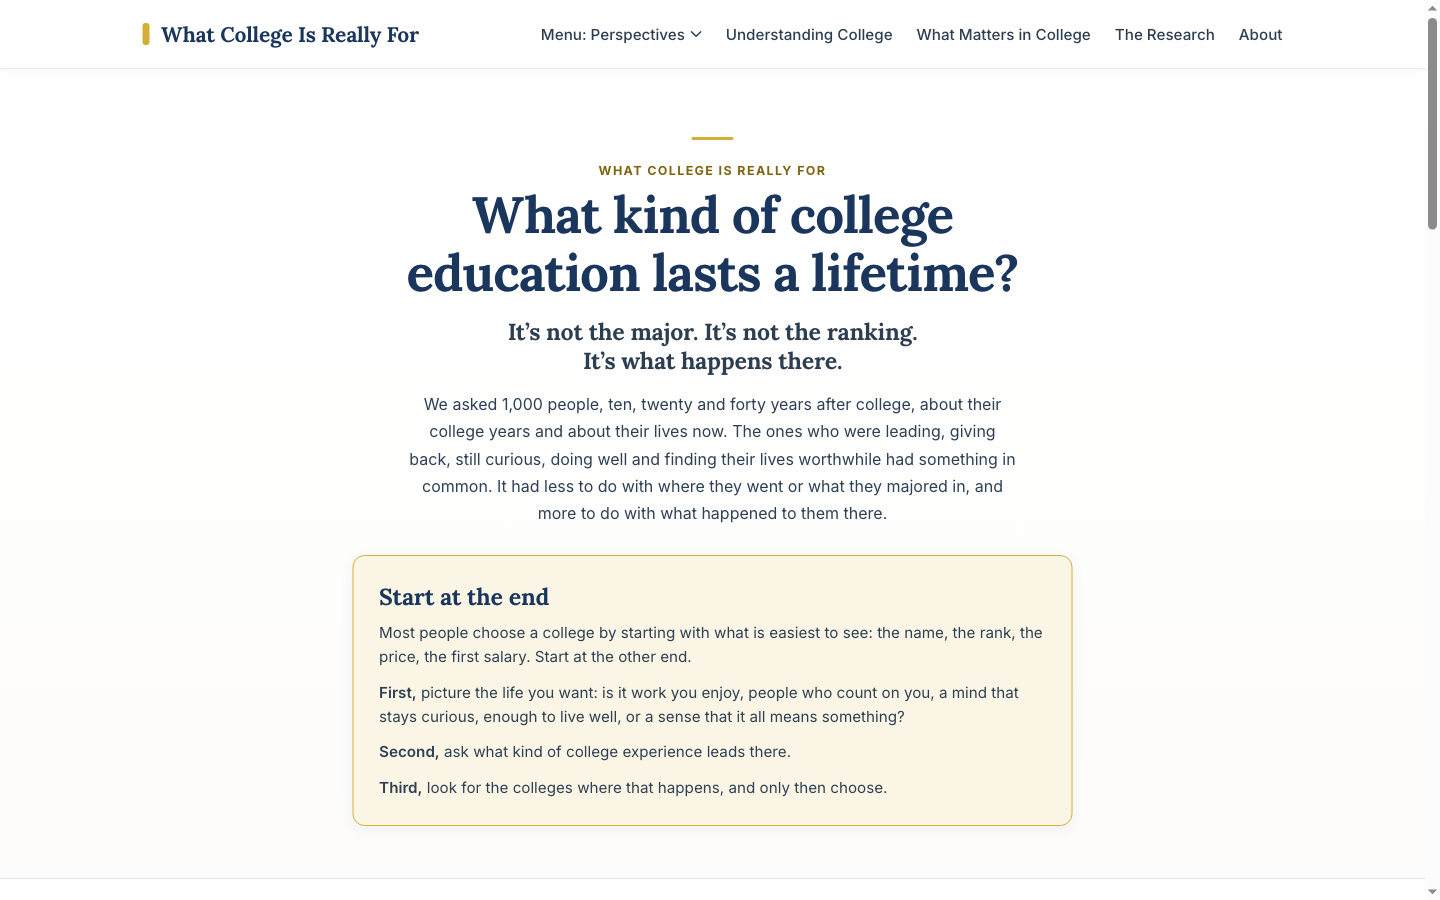 What College Is Really For
Menu: Perspectives
Understanding College
What Matters in College
The Research
About
WHAT COLLEGE IS REALLY FOR
What kind of college
education lasts a lifetime?
It’s not the major. It’s not the ranking.
It’s what happens there.
We asked 1,000 people, ten, twenty and forty years after college, about their
college years and about their lives now. The ones who were leading, giving
back, still curious, doing well and finding their lives worthwhile had something in
common. It had less to do with where they went or what they majored in, and
more to do with what happened to them there.
Start at the end
Most people choose a college by starting with what is easiest to see: the name, the rank, the
price, the first salary. Start at the other end.
First, picture the life you want: is it work you enjoy, people who count on you, a mind that
stays curious, enough to live well, or a sense that it all means something?
Second, ask what kind of college experience leads there.
Third, look for the colleges where that happens, and only then choose.